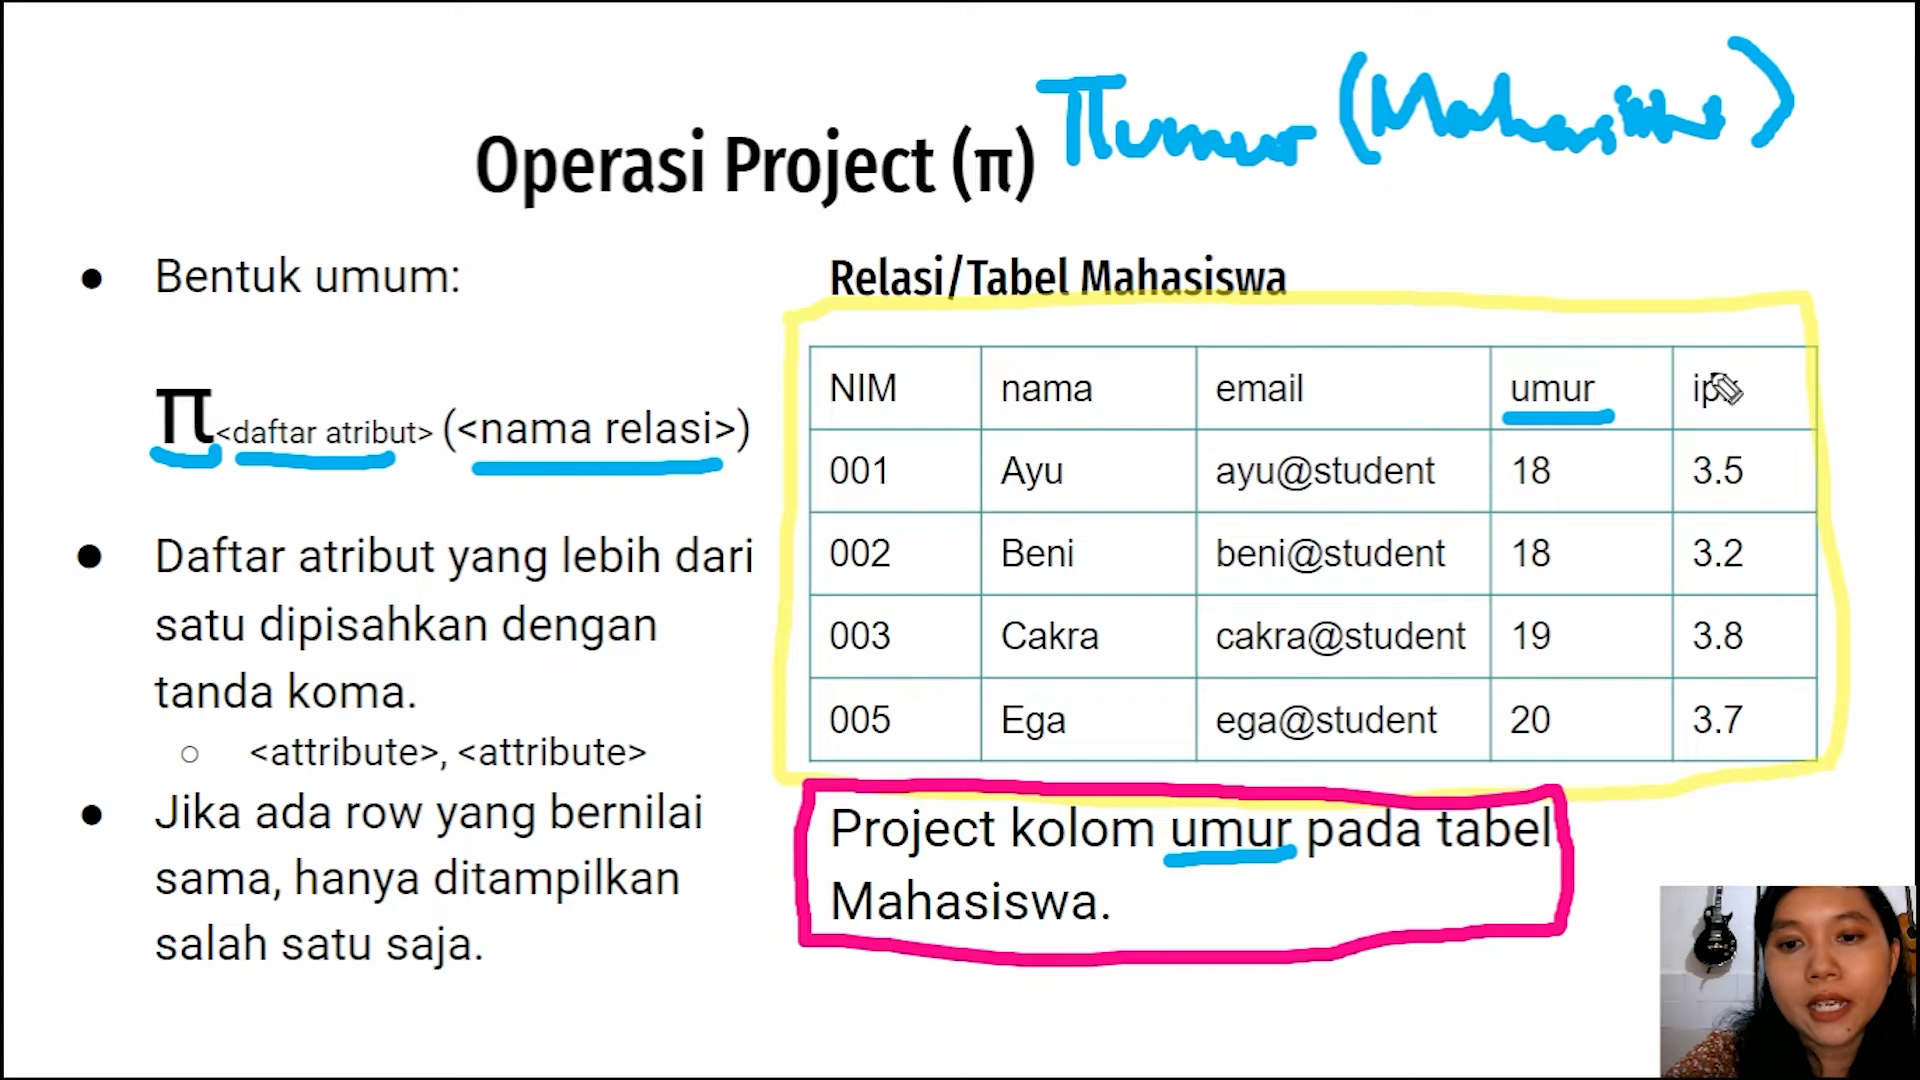 πumur (Mahasiswa)
Operasi Project (π)
Bentuk umum:
π<daftar atribut> (<nama relasi>)
Daftar atribut yang lebih dari
satu dipisahkan dengan
tanda koma.
<attribute>, <attribute>
Jika ada row yang bernilai
sama, hanya ditampilkan
salah satu saja.
Relasi/Tabel Mahasiswa
NIM nama email umur
001 Ayu ayu@student 18 3.5
002 Beni beni@student 18 3.2
003 Cakra cakra@student 19 3.8
005 Ega ega@student 20 3.7
Project kolom umur pada tabel
Mahasiswa.